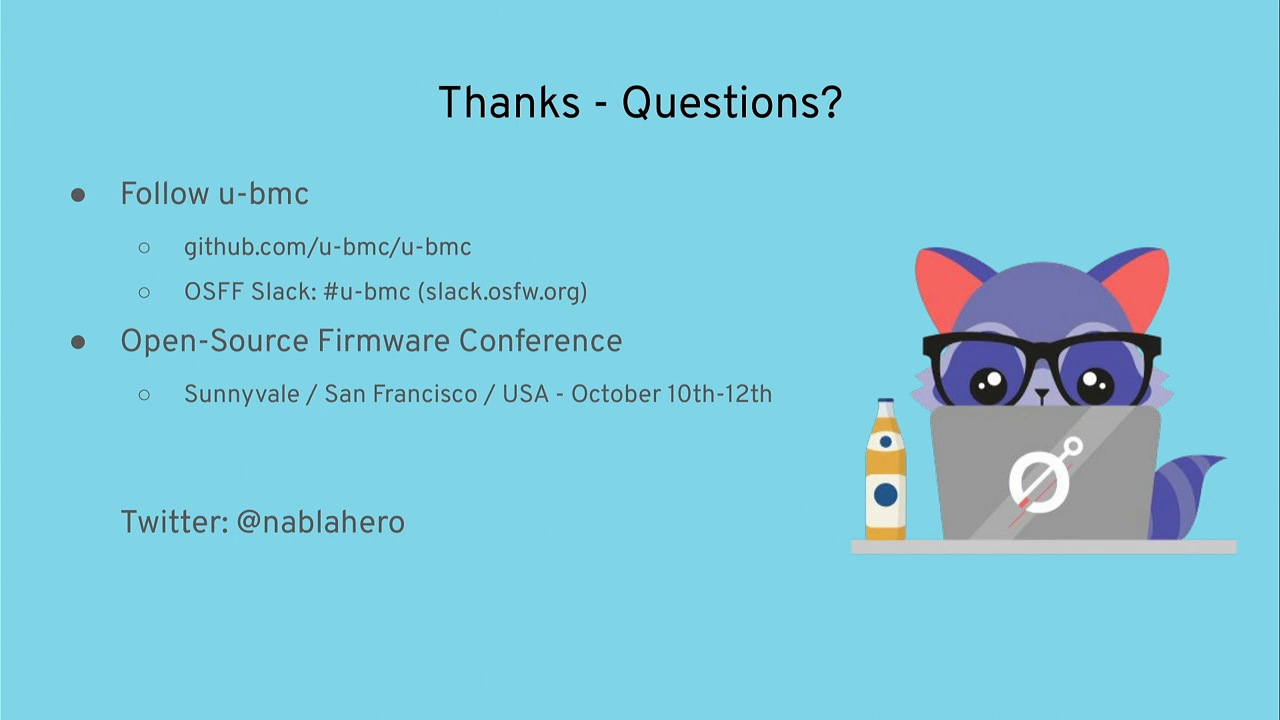 Thanks - Questions?
● Follow u-bmc
○ github.com/u-bmc/u-bmc
○ OSFF Slack: #u-bmc (slack.osfw.org)
● Open-Source Firmware Conference
○ Sunnyvale / San Francisco / USA - October 10th-12th
Twitter: @nablahero